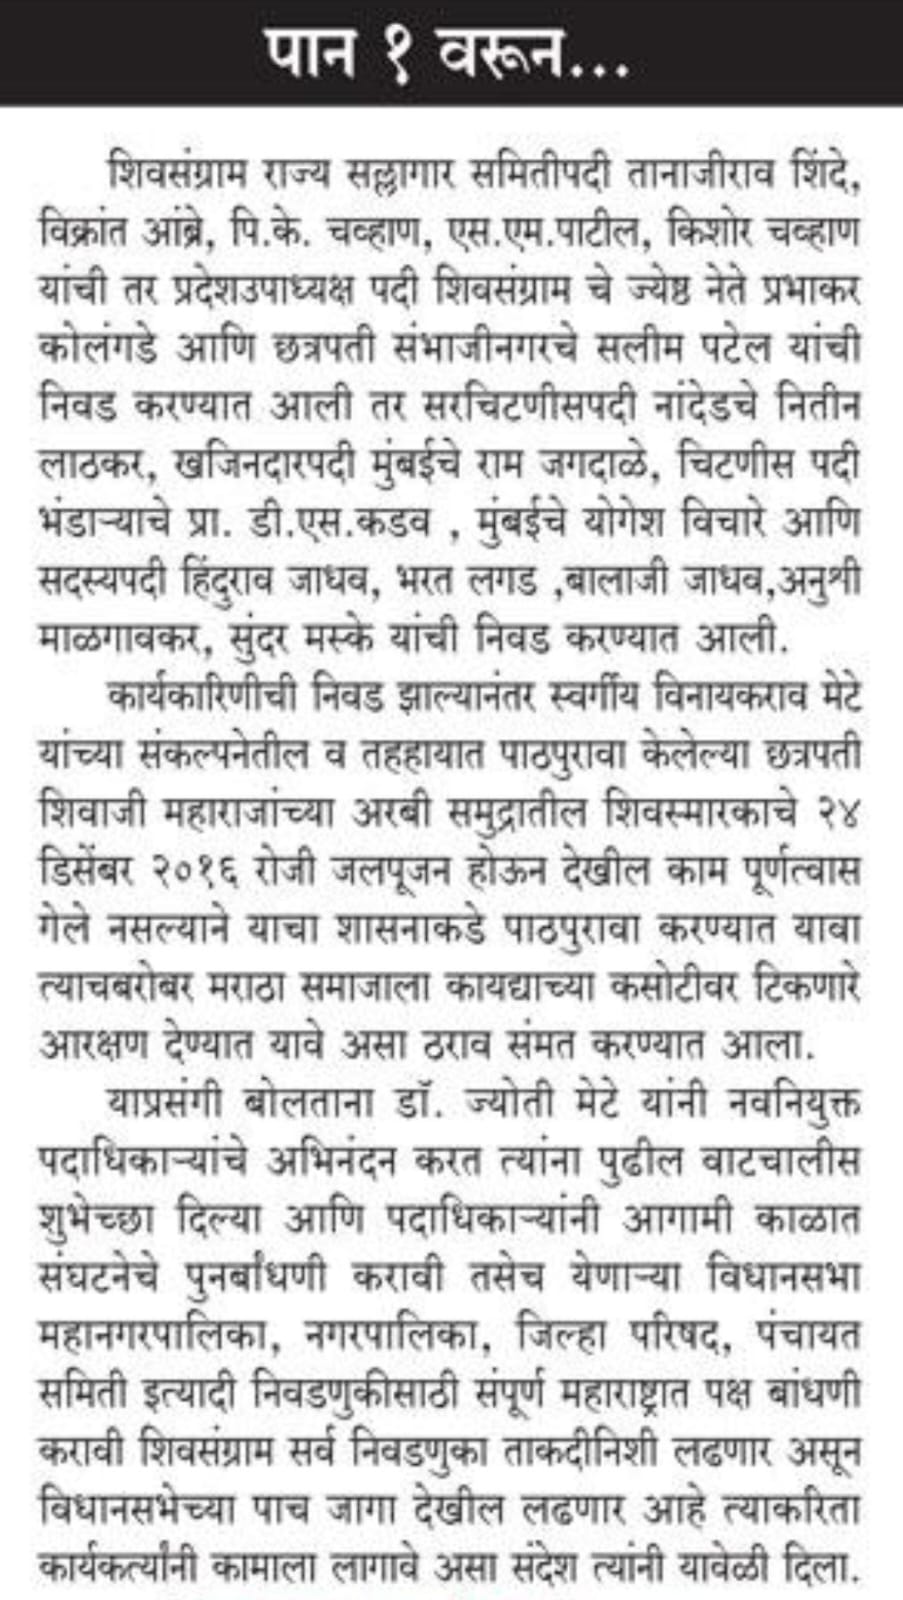 पान १ वरून...
शिवसंग्राम राज्य सल्लागार समितीपदी तानाजीराव शिंदे,
विक्रांत आंब्रे, पि.के. चव्हाण, एस.एम.पाटील, किशोर चव्हाण
यांची तर प्रदेशउपाध्यक्ष पदी शिवसंग्राम चे ज्येष्ठ नेते प्रभाकर
कोलंगडे आणि छत्रपती संभाजीनगरचे सलीम पटेल यांची
निवड करण्यात आली तर सरचिटणीसपदी नांदेडचे नितीन
लाठकर, खजिनदारपदी मुंबईचे राम जगदाळे, चिटणीस पदी
भंडाऱ्याचे प्रा. डी.एस.कडव , मुंबईचे योगेश विचारे आणि
सदस्यपदी हिंदुराव जाधव, भरत लगड ,बालाजी जाधव,अनुश्री
माळगावकर, सुंदर मस्के यांची निवड करण्यात आली.
कार्यकारिणीची निवड झाल्यानंतर स्वर्गीय विनायकराव मेटे
यांच्या संकल्पनेतील व तहहायात पाठपुरावा केलेल्या छत्रपती
शिवाजी महाराजांच्या अरबी समुद्रातील शिवस्मारकाचे २४
डिसेंबर २०१६ रोजी जलपूजन होऊन देखील काम पूर्णत्वास
गेले नसल्याने याचा शासनाकडे पाठपुरावा करण्यात यावा
त्याचबरोबर मराठा समाजाला कायद्याच्या कसोटीवर टिकणारे
आरक्षण देण्यात यावे असा ठराव संमत करण्यात आला.
याप्रसंगी बोलताना डॉ. ज्योती मेटे यांनी नवनियुक्त
पदाधिकाऱ्यांचे अभिनंदन करत त्यांना पुढील वाटचालीस
शुभेच्छा दिल्या आणि पदाधिकाऱ्यांनी आगामी काळात
संघटनेचे पुनर्बांधणी करावी तसेच येणाऱ्या विधानसभा
महानगरपालिका, नगरपालिका, जिल्हा परिषद, पंचायत
समिती इत्यादी निवडणुकीसाठी संपूर्ण महाराष्ट्रात पक्ष बांधणी
करावी शिवसंग्राम सर्व निवडणुका ताकदीनिशी लढणार असून
विधानसभेच्या पाच जागा देखील लढणार आहे त्याकरिता
कार्यकर्त्यांनी कामाला लागावे असा संदेश त्यांनी यावेळी दिला.